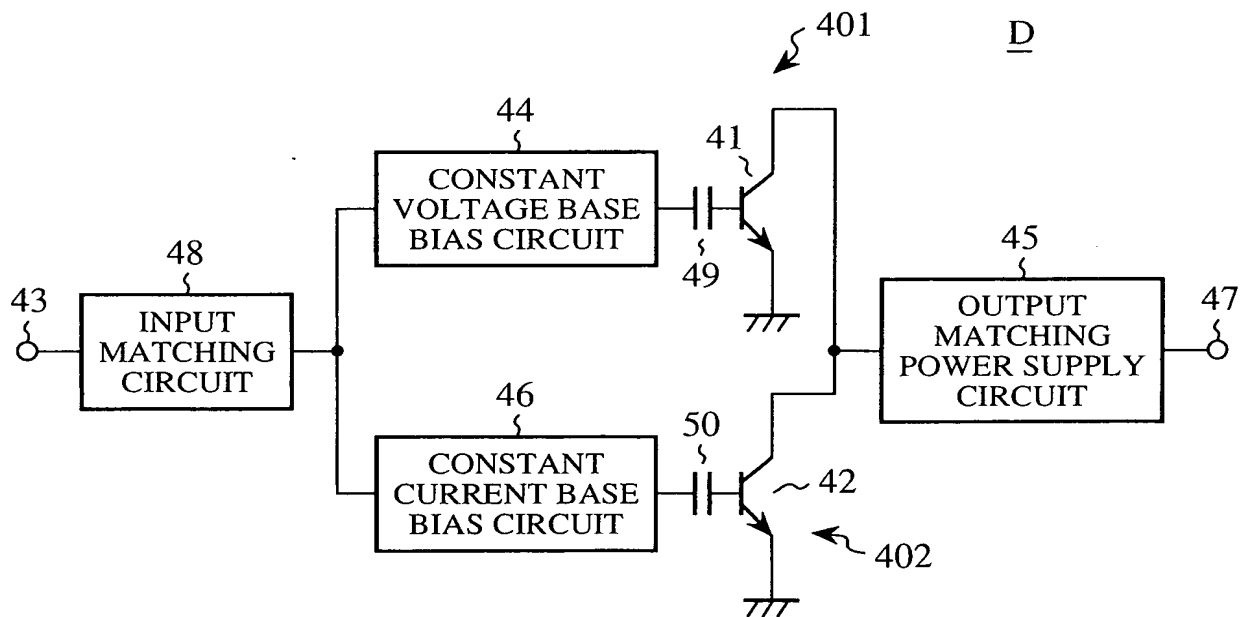 401
D
44
CONSTANT
VOLTAGE BASE
BIAS CIRCUIT
41
49
48
43
INPUT
MATCHING
CIRCUIT
45
OUTPUT
MATCHING
POWER SUPPLY
CIRCUIT
47
46
CONSTANT
CURRENT BASE
BIAS CIRCUIT
50
42
402